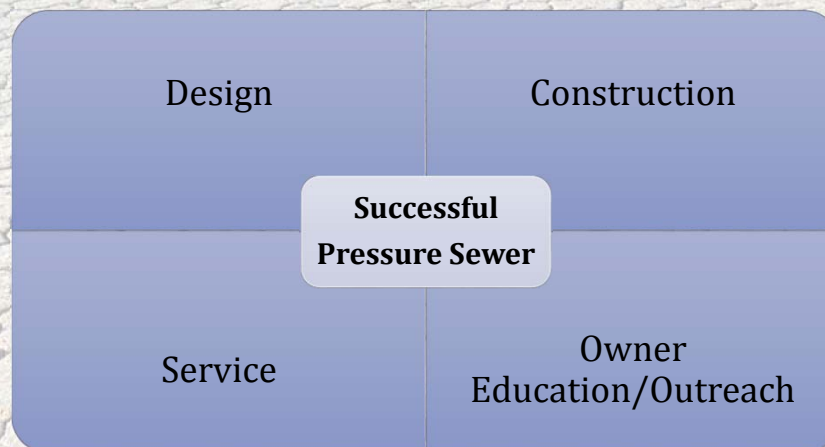 Design
Construction
Successful
Pressure Sewer
Service
Owner
Education/Outreach